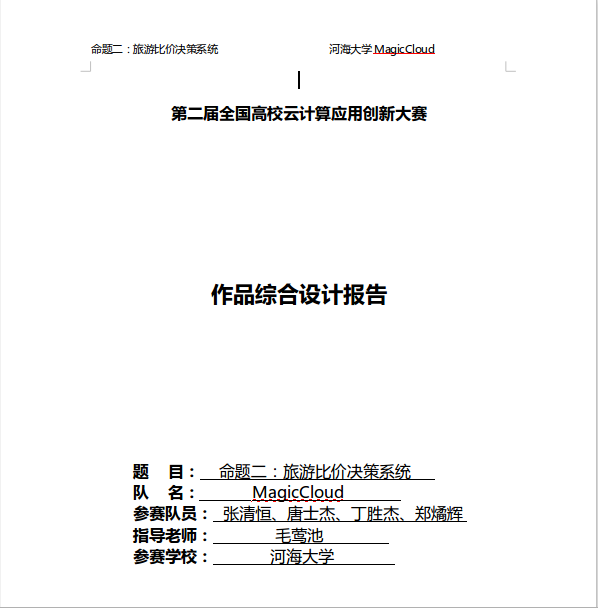 命题二：旅游比价决策系统 河海大学 MagicCloud
第二届全国高校云计算应用创新大赛
作品综合设计报告
题 目： 命题二：旅游比价决策系统
队 名： MagicCloud
参赛队员： 张清恒、唐士杰、丁胜杰、郑燏辉
指导老师： 毛莺池
参赛学校： 河海大学